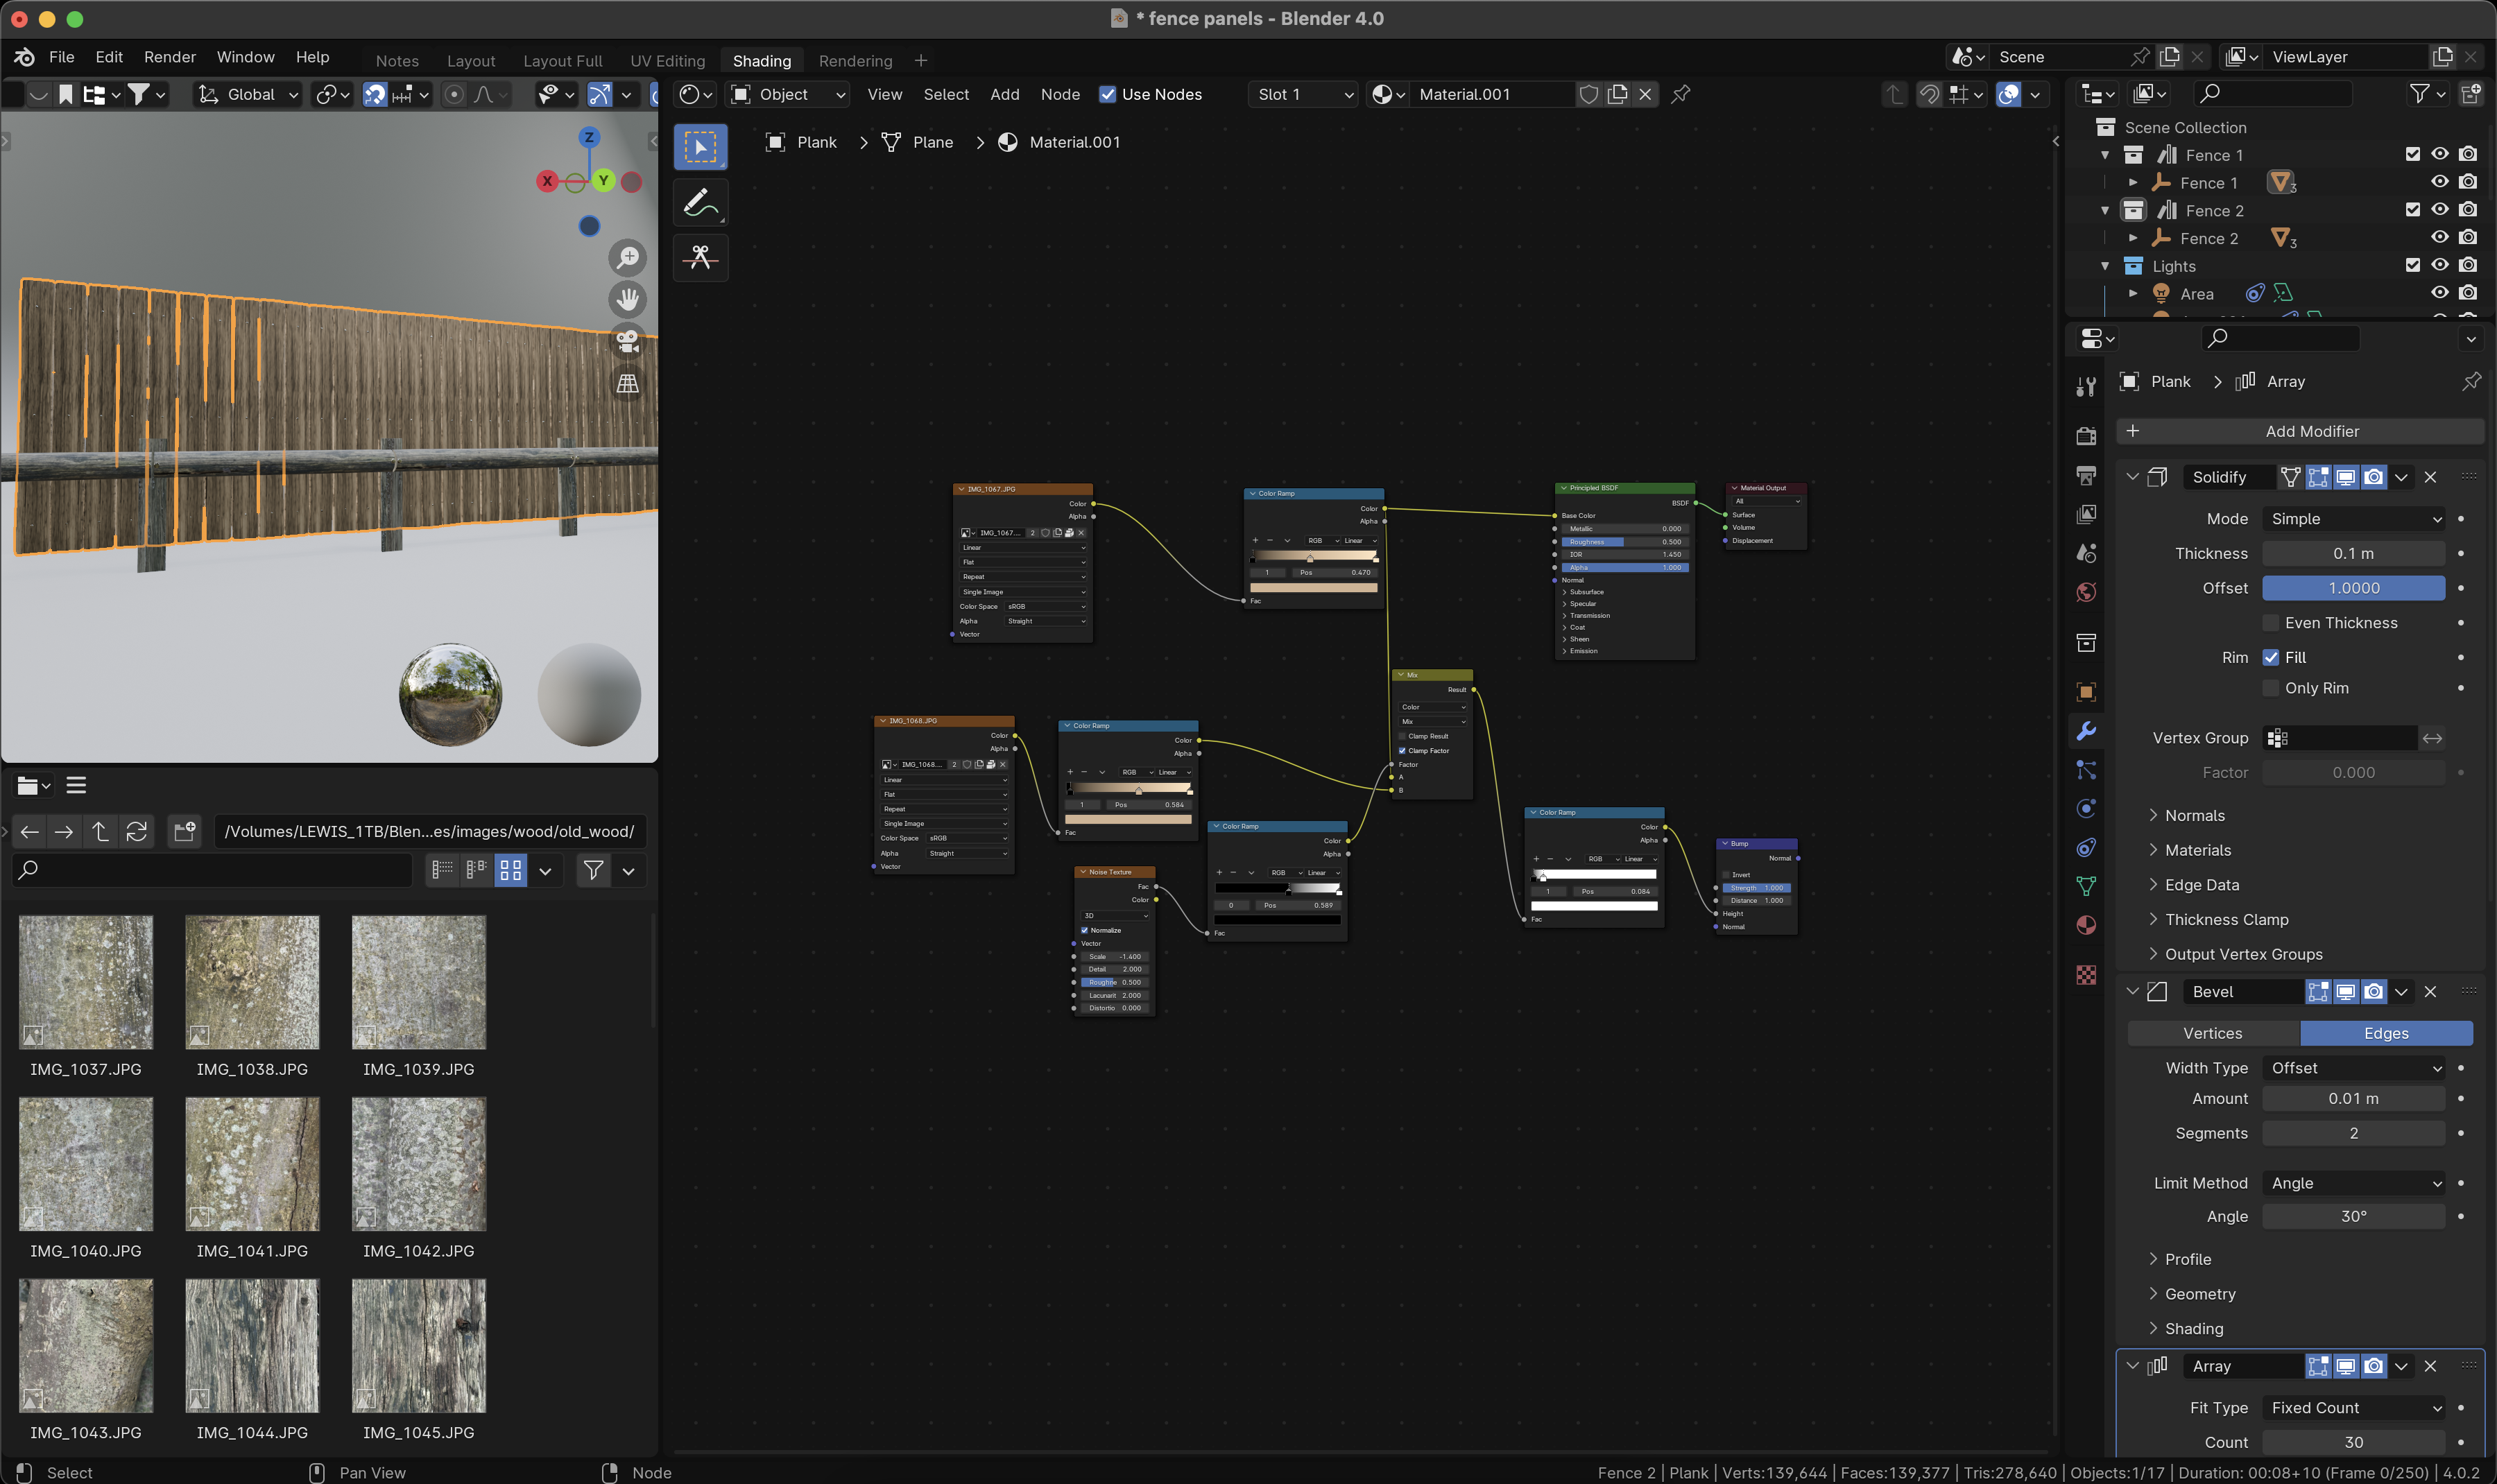 * fence panels - Blender 4.0
File Edit Render Window Help
Notes Layout Layout Full UV Editing Shading Rendering +
Scene
ViewLayer
Global
Object
View Select Add Node Use Nodes
Slot 1
Material.001
Plank > Plane > Material.001
Z
X
Y
Scene Collection
Fence 1
Fence 1
3
Fence 2
Fence 2
3
Lights
Area
Plank > Array
+ Add Modifier
Solidify
Mode Simple
Thickness 0.1 m
Offset 1.0000
Even Thickness
Rim Fill
Only Rim
Vertex Group
Factor 0.000
Normals
Materials
Edge Data
Thickness Clamp
Output Vertex Groups
Bevel
Vertices Edges
Width Type Offset
Amount 0.01 m
Segments 2
Limit Method Angle
Angle 30°
Profile
Geometry
Shading
Array
Fit Type Fixed Count
Count 30
IMG_1067.JPG
Color
Alpha
IMG_1067.... 2
Linear
Flat
Repeat
Single Image
Color Space sRGB
Alpha Straight
Vector
Color Ramp
Color
Alpha
RGB Linear
1 Pos 0.470
Fac
Principled BSDF
BSDF
Base Color
Metallic 0.000
Roughness 0.500
IOR 1.450
Alpha 1.000
Normal
Subsurface
Specular
Transmission
Coat
Sheen
Emission
Material Output
All
Surface
Volume
Displacement
Mix
Result
Color
Mix
Clamp Result
Clamp Factor
Factor
A
B
IMG_1068.JPG
Color
Alpha
IMG_1068.... 2
Linear
Flat
Repeat
Single Image
Color Space sRGB
Alpha Straight
Vector
Color Ramp
Color
Alpha
RGB Linear
1 Pos 0.584
Fac
Color Ramp
Color
Alpha
RGB Linear
0 Pos 0.589
Fac
Noise Texture
Fac
Color
3D
Normalize
Vector
Scale -1.400
Detail 2.000
Roughne 0.500
Lacunarit 2.000
Distortio 0.000
Color Ramp
Color
Alpha
RGB Linear
1 Pos 0.084
Fac
Bump
Normal
Invert
Strength 1.000
Distance 1.000
Height
Normal
/Volumes/LEWIS_1TB/Blen...es/images/wood/old_wood/
IMG_1037.JPG IMG_1038.JPG IMG_1039.JPG
IMG_1040.JPG IMG_1041.JPG IMG_1042.JPG
IMG_1043.JPG IMG_1044.JPG IMG_1045.JPG
Select Pan View Node
Fence 2 | Plank | Verts:139,644 | Faces:139,377 | Tris:278,640 | Objects:1/17 | Duration: 00:08+10 (Frame 0/250) | 4.0.2